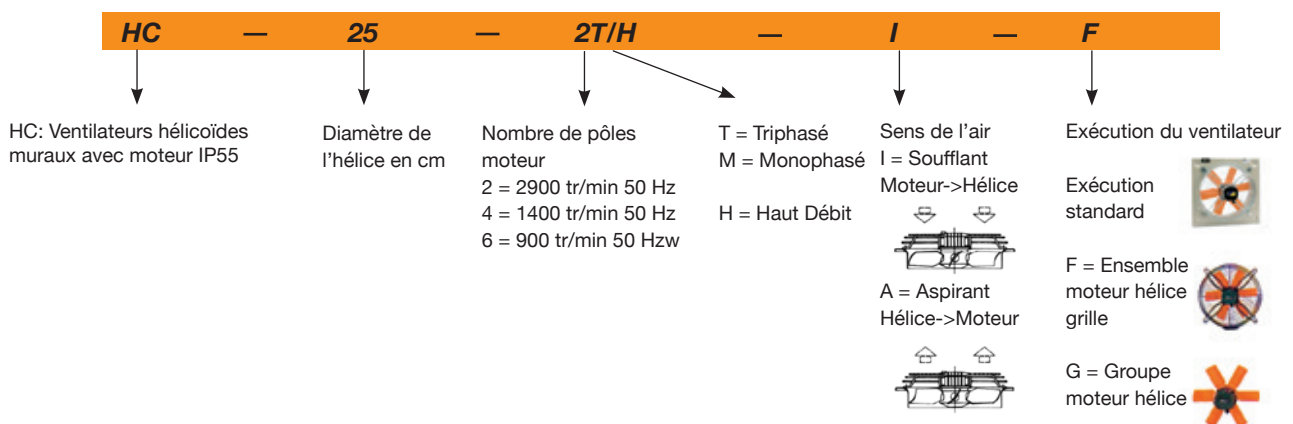 HC — 25 — 2T/H — I — F
HC: Ventilateurs hélicoïdes
muraux avec moteur IP55
Diamètre de
l'hélice en cm
Nombre de pôles
moteur
2 = 2900 tr/min 50 Hz
4 = 1400 tr/min 50 Hz
6 = 900 tr/min 50 Hzw
T = Triphasé
M = Monophasé
H = Haut Débit
Sens de l'air
I = Soufflant
Moteur->Hélice
A = Aspirant
Hélice->Moteur
Exécution du ventilateur
Exécution
standard
F = Ensemble
moteur hélice
grille
G = Groupe
moteur hélice